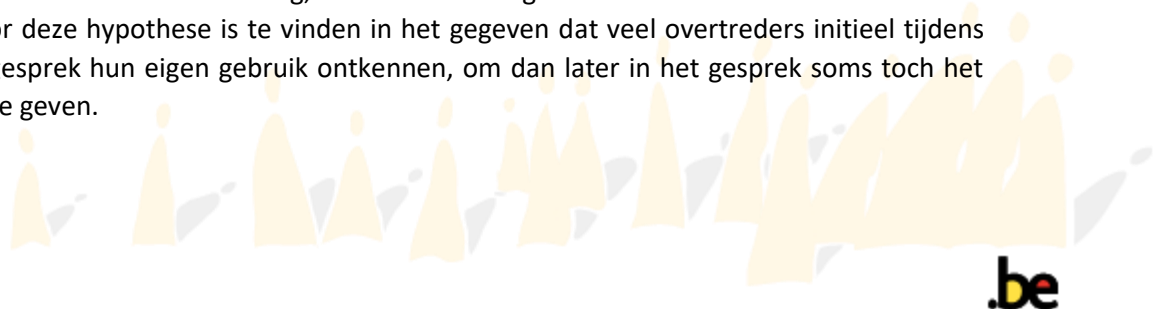 or deze hypothese is te vinden in het gegeven dat veel overtreders initieel tijdens
gesprek hun eigen gebruik ontkennen, om dan later in het gesprek soms toch het
e geven.
.be